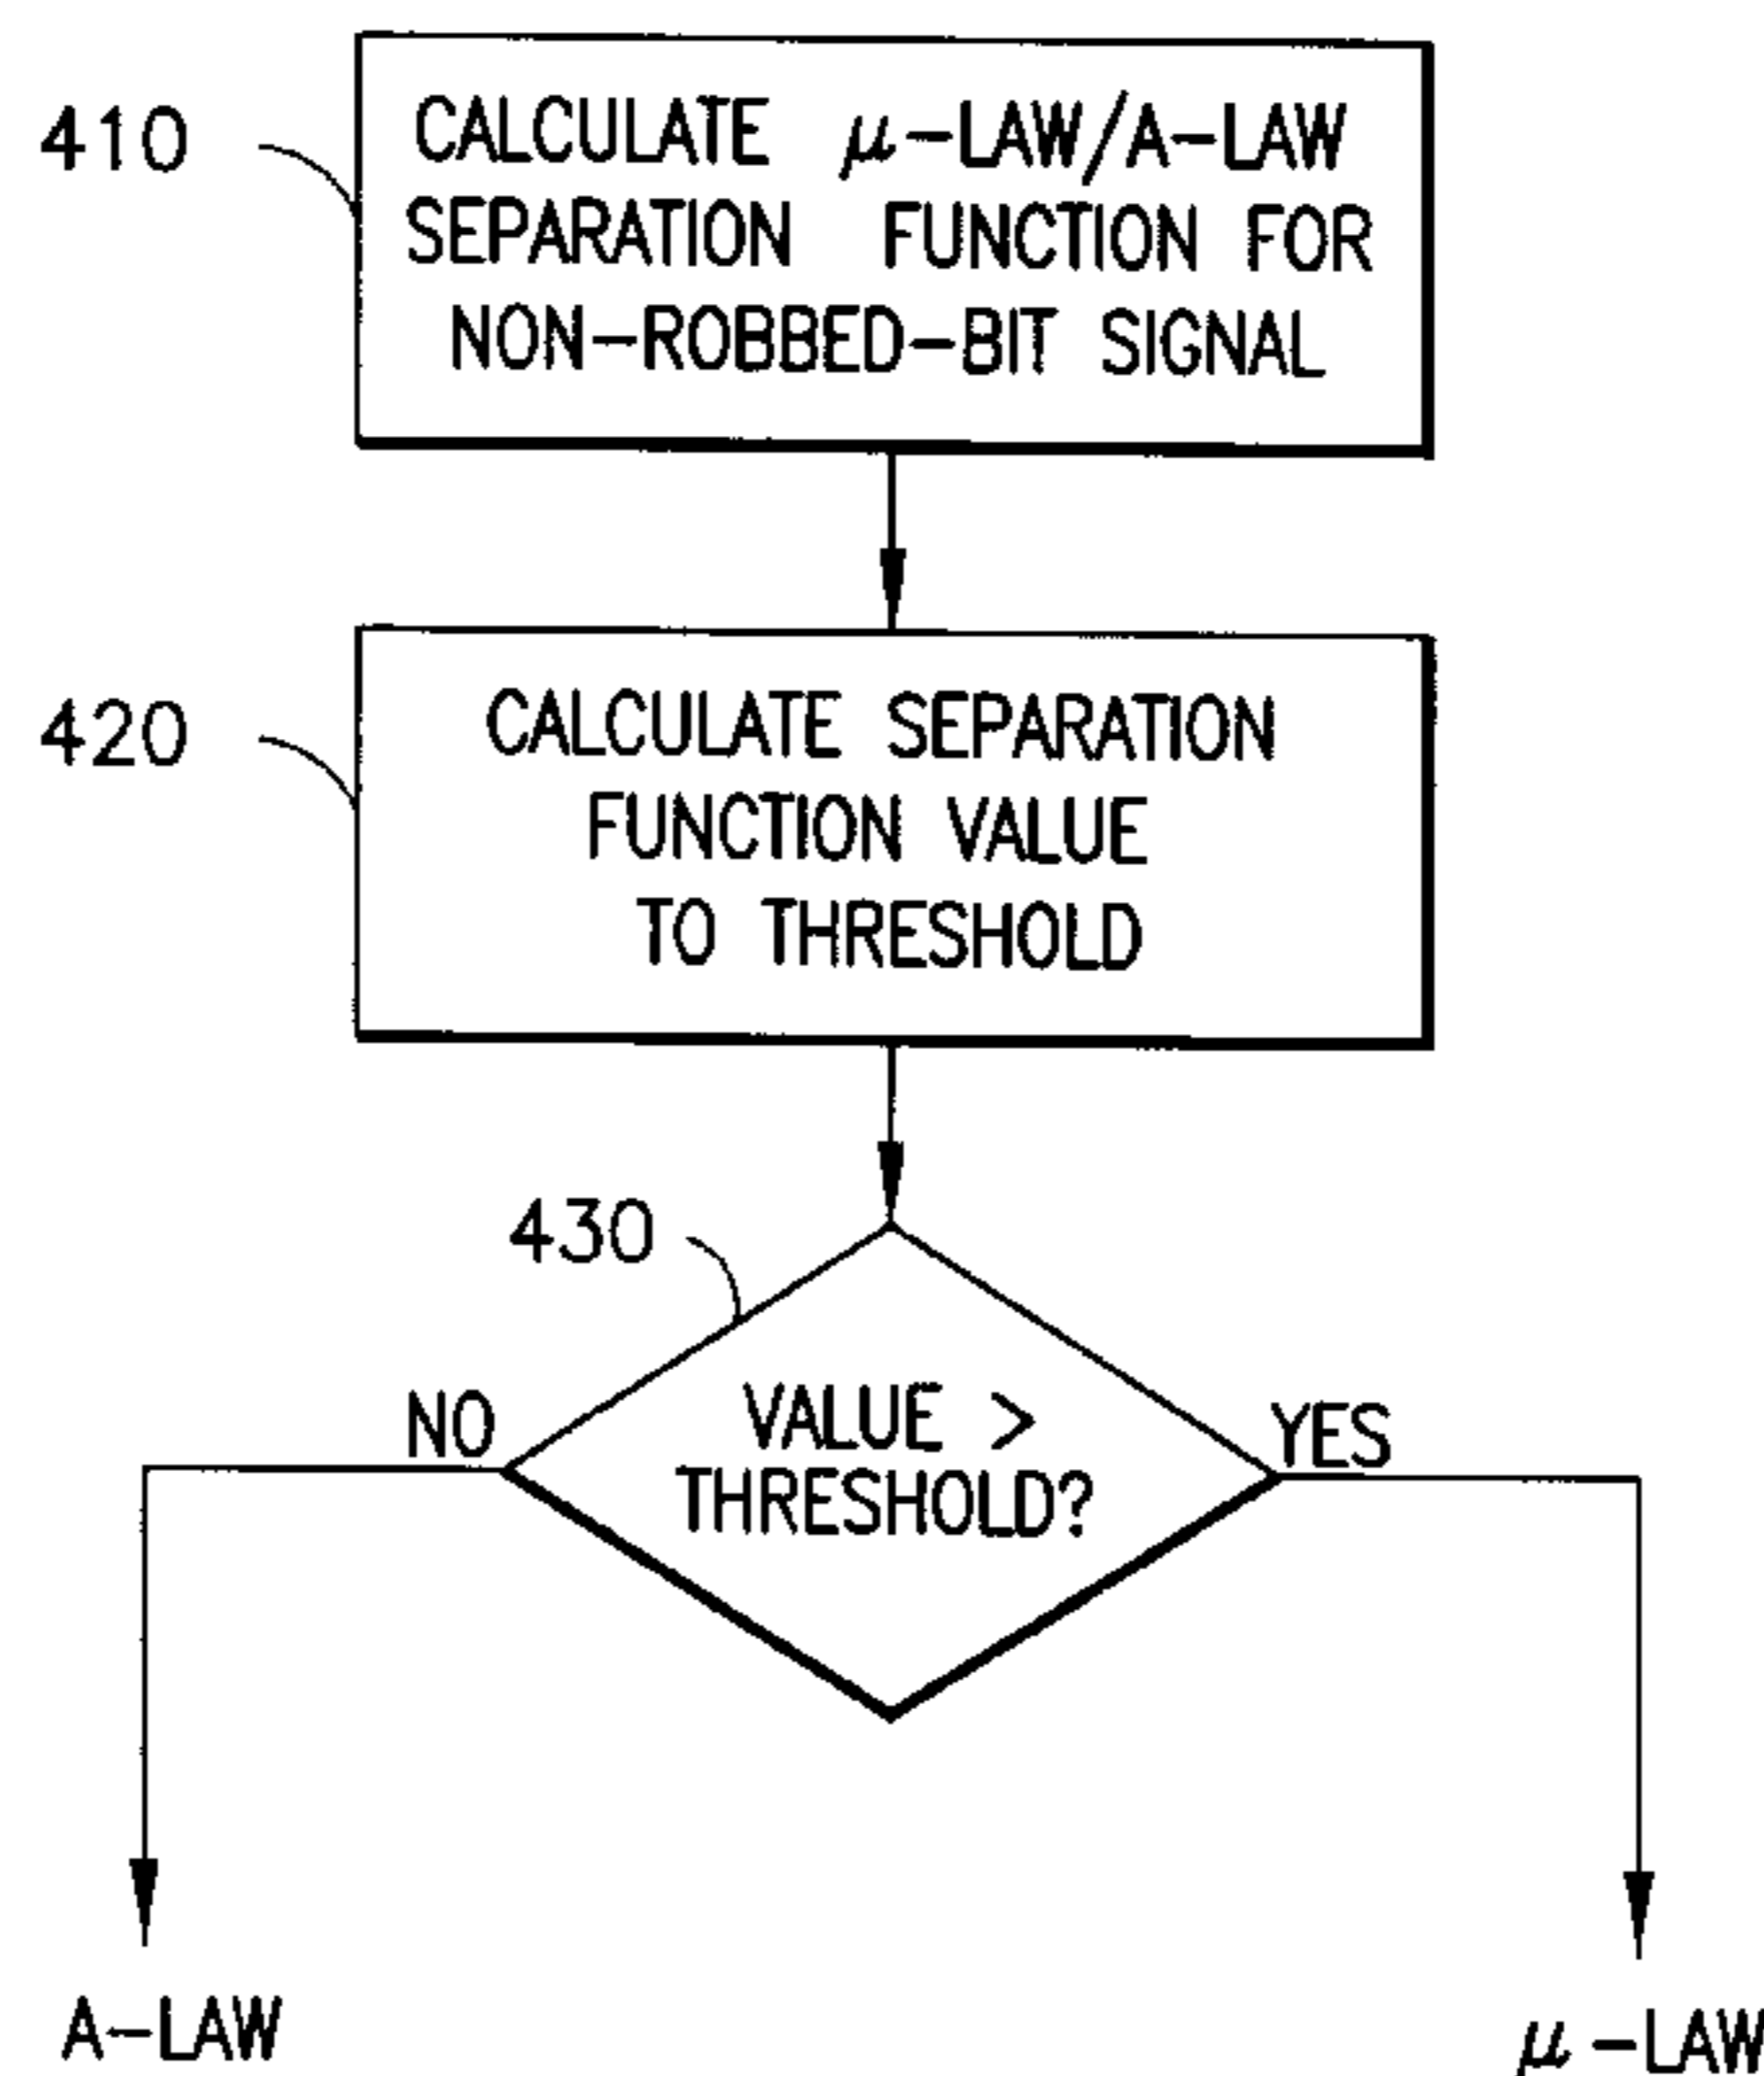 410
CALCULATE μ-LAW/A-LAW
SEPARATION FUNCTION FOR
NON-ROBBED-BIT SIGNAL
420
CALCULATE SEPARATION
FUNCTION VALUE
TO THRESHOLD
430
NO
VALUE >
THRESHOLD?
YES
A-LAW
μ-LAW